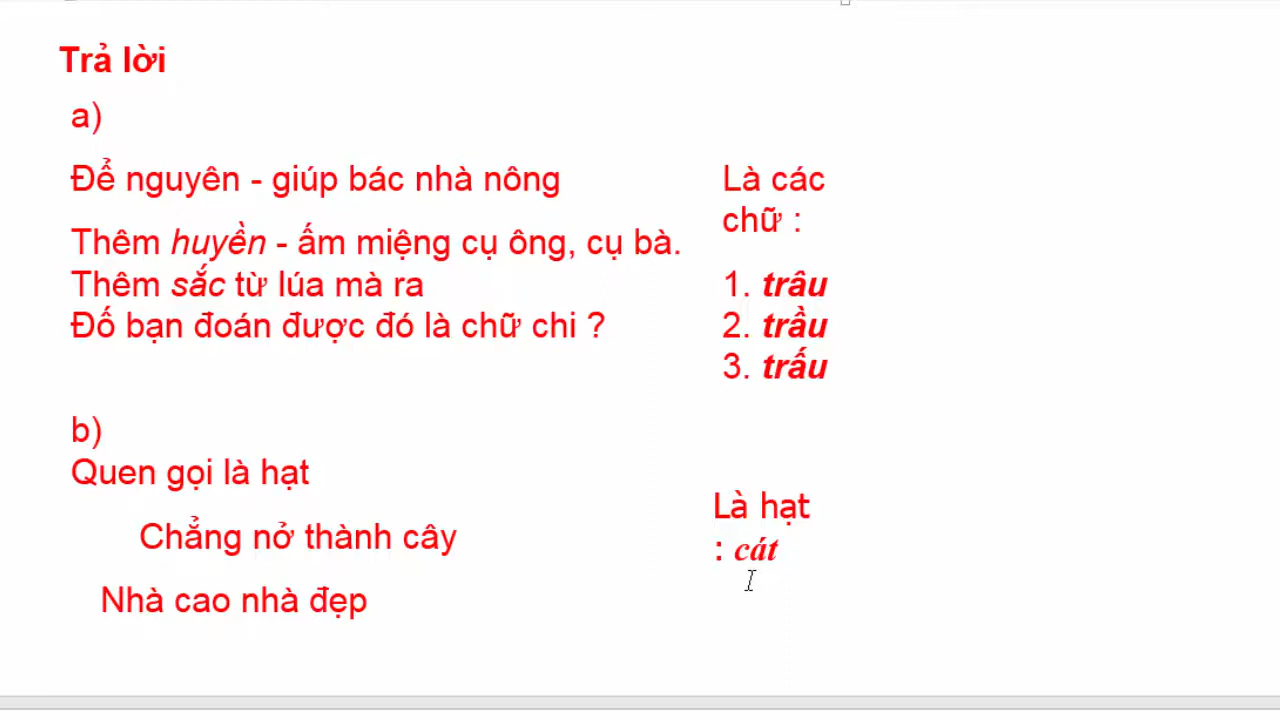 Trả lời
a)
Để nguyên - giúp bác nhà nông
Thêm huyền - ấm miệng cụ ông, cụ bà.
Thêm sắc từ lúa mà ra
Đố bạn đoán được đó là chữ chi ?
Là các
chữ :
1. trâu
2. trầu
3. trấu
b)
Quen gọi là hạt
Chẳng nở thành cây
Nhà cao nhà đẹp
Là hạt
: cát